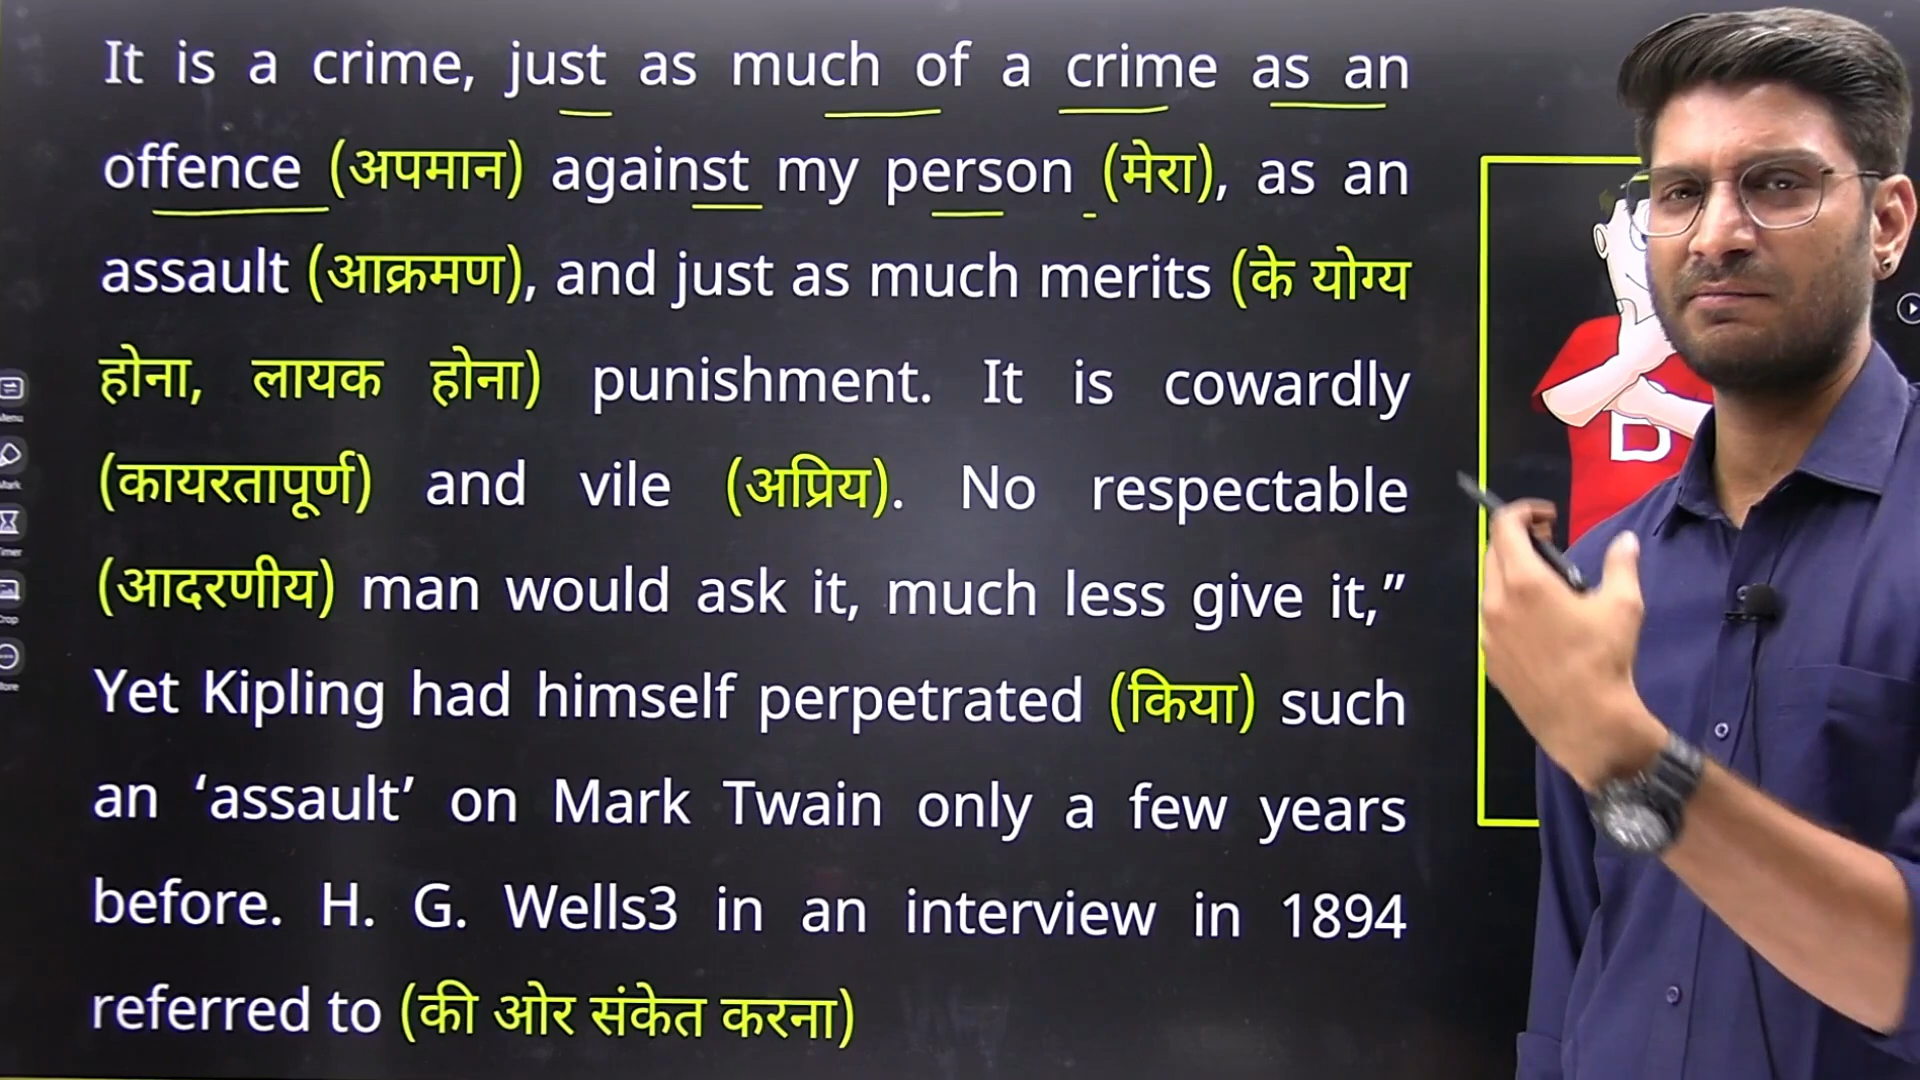 It is a crime, just as much of a crime as an
offence (अपमान) against my person (मेरा), as an
assault (आक्रमण), and just as much merits (के योग्य
होना, लायक होना) punishment. It is cowardly
(कायरतापूर्ण) and vile (अप्रिय). No respectable
(आदरणीय) man would ask it, much less give it,”
Yet Kipling had himself perpetrated (किया) such
an ‘assault’ on Mark Twain only a few years
before. H. G. Wells3 in an interview in 1894
referred to (की ओर संकेत करना)